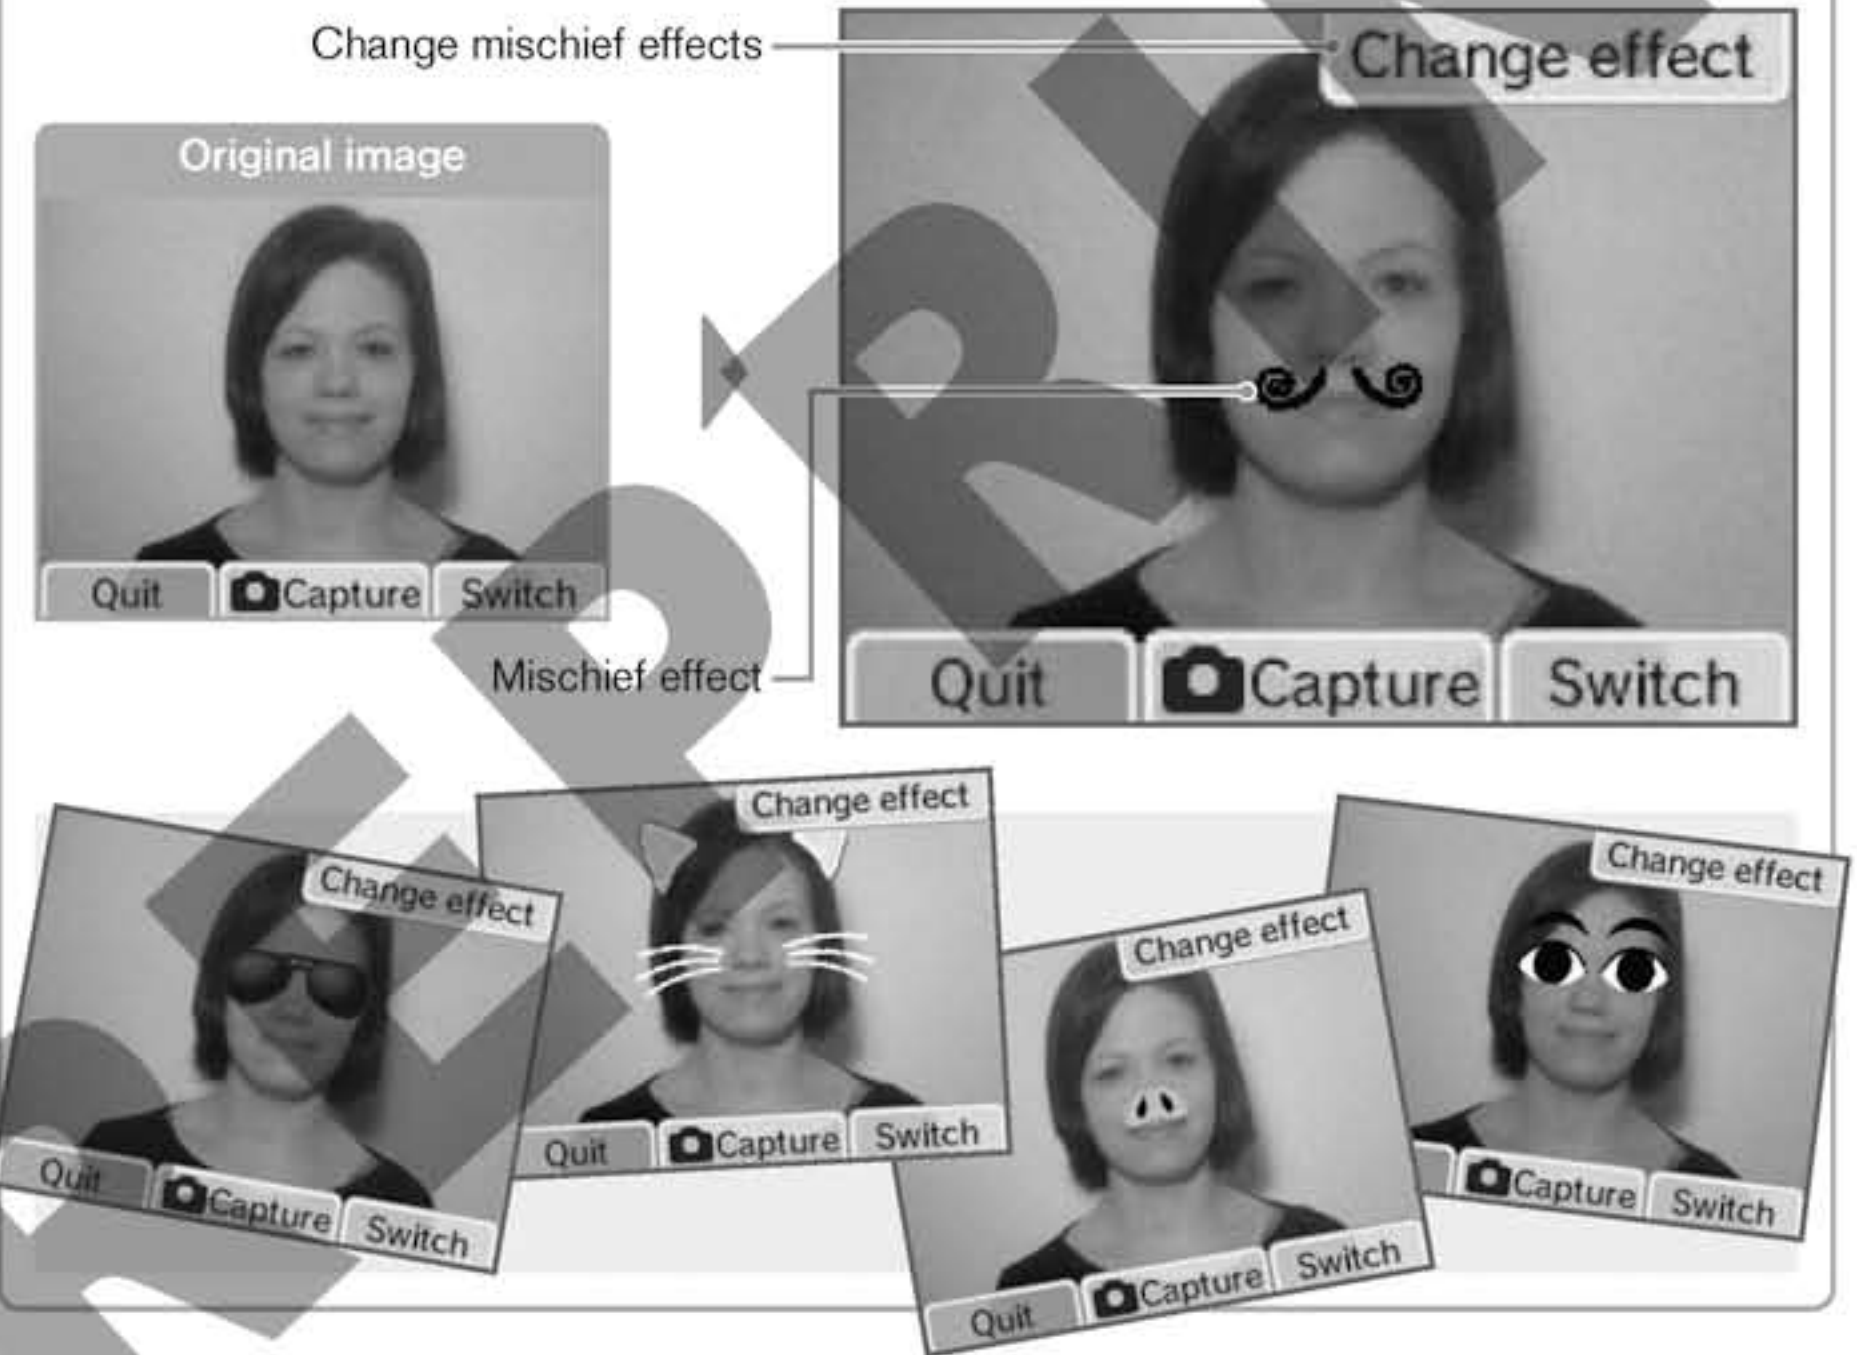 Change mischief effects
Change effect
Original image
Quit
Capture
Switch
Mischief effect
Quit
Capture
Switch
Change effect
Quit
Capture
Switch
Change effect
Quit
Capture
Switch
Change effect
Quit
Capture
Switch
Change effect
Capture
Switch